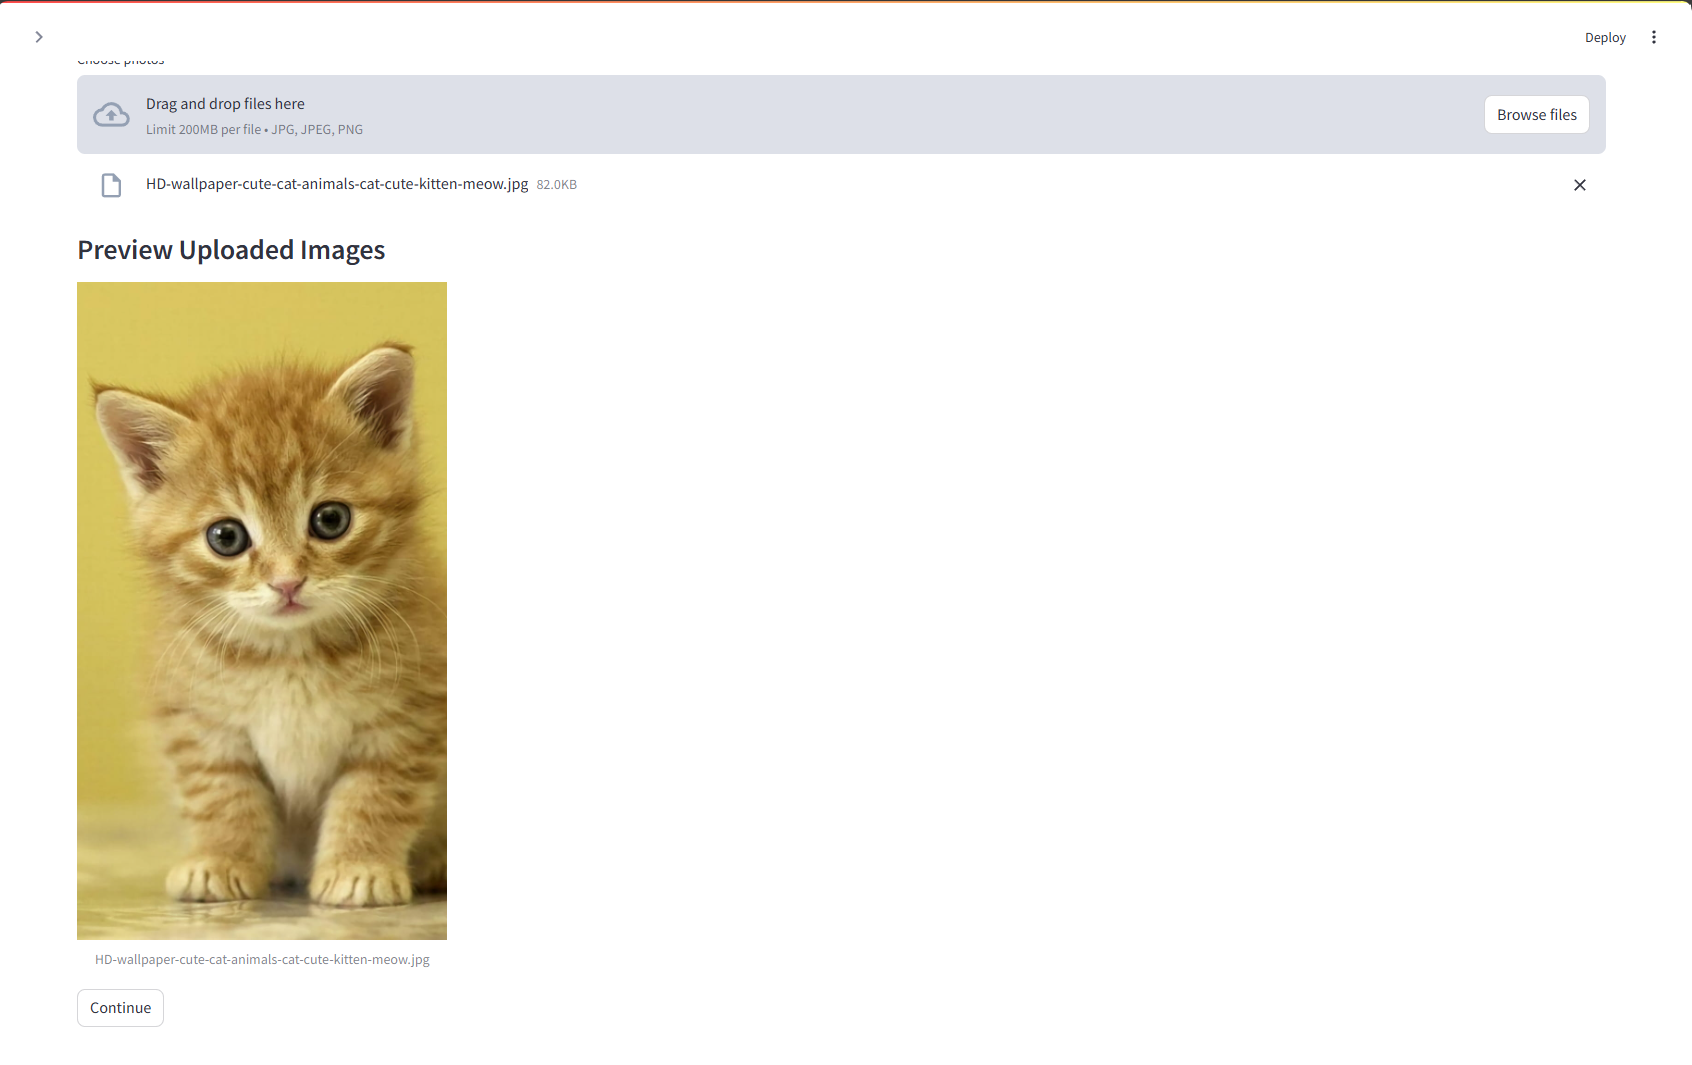 Deploy
Choose photos
Drag and drop files here
Limit 200MB per file • JPG, JPEG, PNG
Browse files
HD-wallpaper-cute-cat-animals-cat-cute-kitten-meow.jpg 82.0KB
Preview Uploaded Images
HD-wallpaper-cute-cat-animals-cat-cute-kitten-meow.jpg
Continue